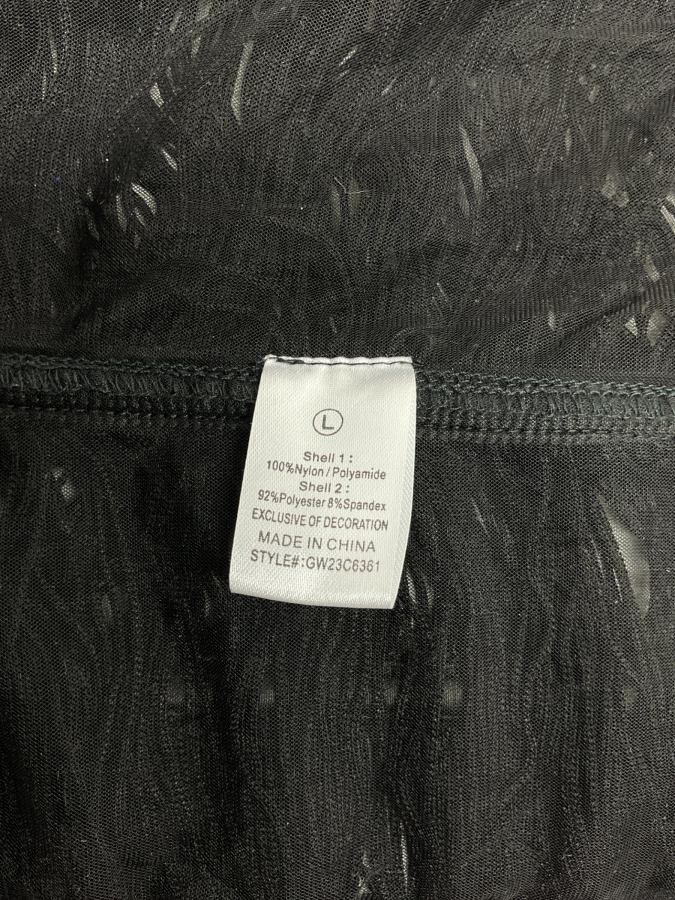 L
Shell 1 :
100%Nylon / Polyamide
Shell 2 :
92%Polyester 8%Spandex
EXCLUSIVE OF DECORATION
MADE IN CHINA
STYLE#:GW23C6361